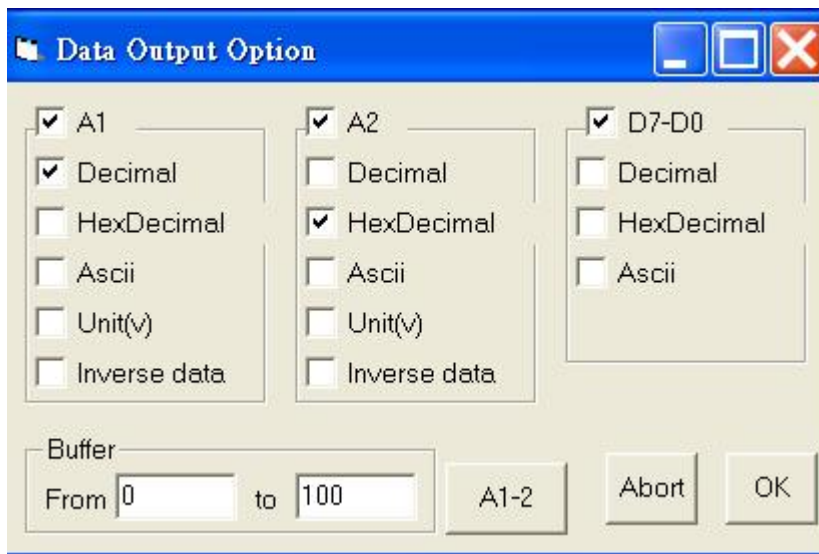 Data Output Option
A1
Decimal
HexDecimal
Ascii
Unit(v)
Inverse data
A2
Decimal
HexDecimal
Ascii
Unit(v)
Inverse data
D7-D0
Decimal
HexDecimal
Ascii
Buffer
From 0 to 100
A1-2
Abort
OK